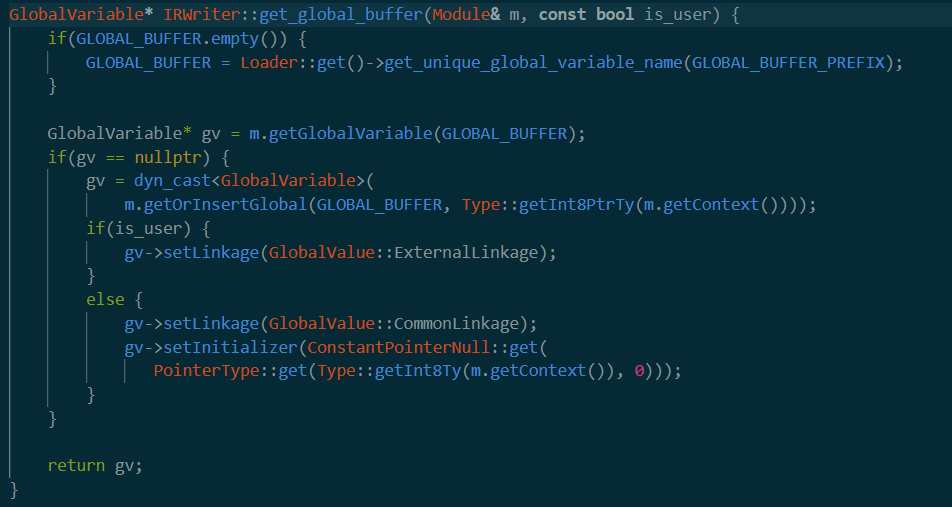 GlobalVariable* IRWriter::get_global_buffer(Module& m, const bool is_user) {
    if(GLOBAL_BUFFER.empty()) {
        GLOBAL_BUFFER = Loader::get()->get_unique_global_variable_name(GLOBAL_BUFFER_PREFIX);
    }

    GlobalVariable* gv = m.getGlobalVariable(GLOBAL_BUFFER);
    if(gv == nullptr) {
        gv = dyn_cast<GlobalVariable>(
            m.getOrInsertGlobal(GLOBAL_BUFFER, Type::getInt8PtrTy(m.getContext())));
        if(is_user) {
            gv->setLinkage(GlobalValue::ExternalLinkage);
        }
        else {
            gv->setLinkage(GlobalValue::CommonLinkage);
            gv->setInitializer(ConstantPointerNull::get(
               PointerType::get(Type::getInt8Ty(m.getContext()), 0)));
        }
    }

    return gv;
}